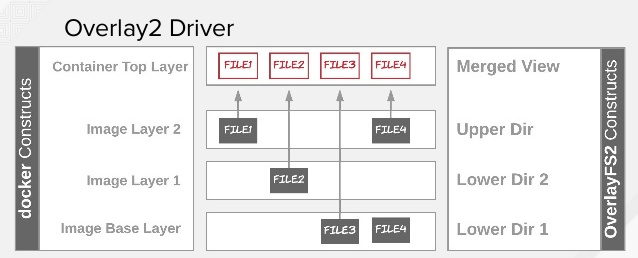 Overlay2 Driver
docker Constructs
Container Top Layer
FILE1 FILE2 FILE3 FILE4
Merged View
Image Layer 2
FILE1 FILE4
Upper Dir
Image Layer 1
FILE2
Lower Dir 2
Image Base Layer
FILE3 FILE4
Lower Dir 1
OverlayFS2 Constructs